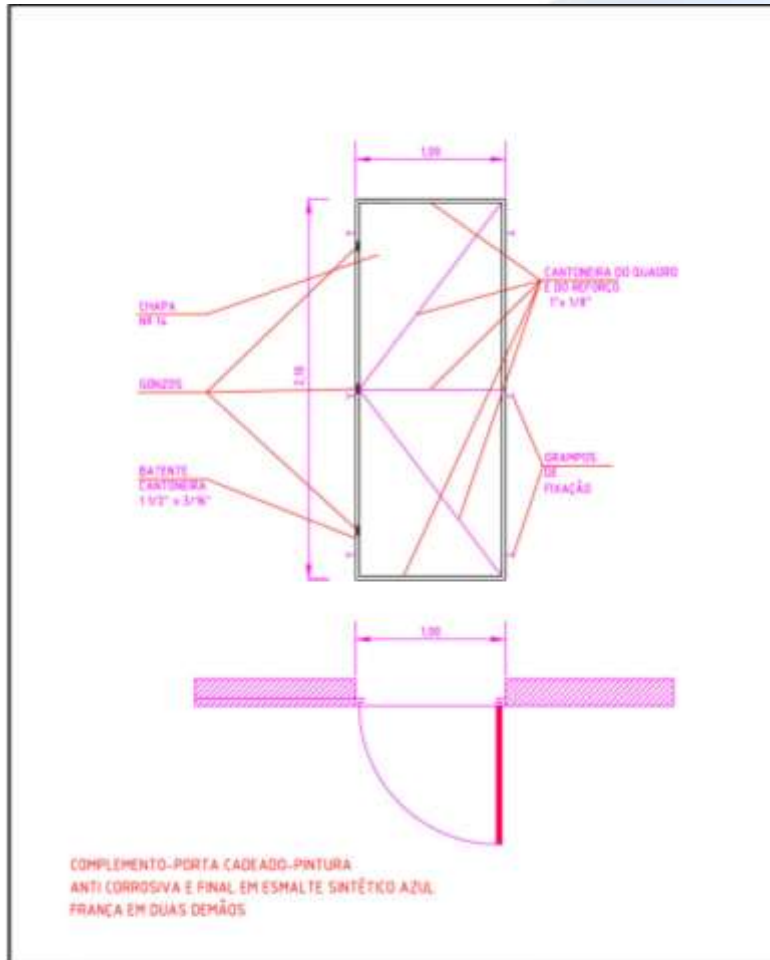 1.00
CHAPA
Nº 14
GONZOS
BATENTE
CANTONEIRA
1 1/2" x 3/16"
2.10
CANTONEIRA DO QUADRO
E DO REFORÇO
1"x 1/8"
GRAMPOS
DE
FIXAÇÃO
1.00
COMPLEMENTO-PORTA CADEADO-PINTURA
ANTI CORROSIVA E FINAL EM ESMALTE SINTÉTICO AZUL
FRANÇA EM DUAS DEMÃOS